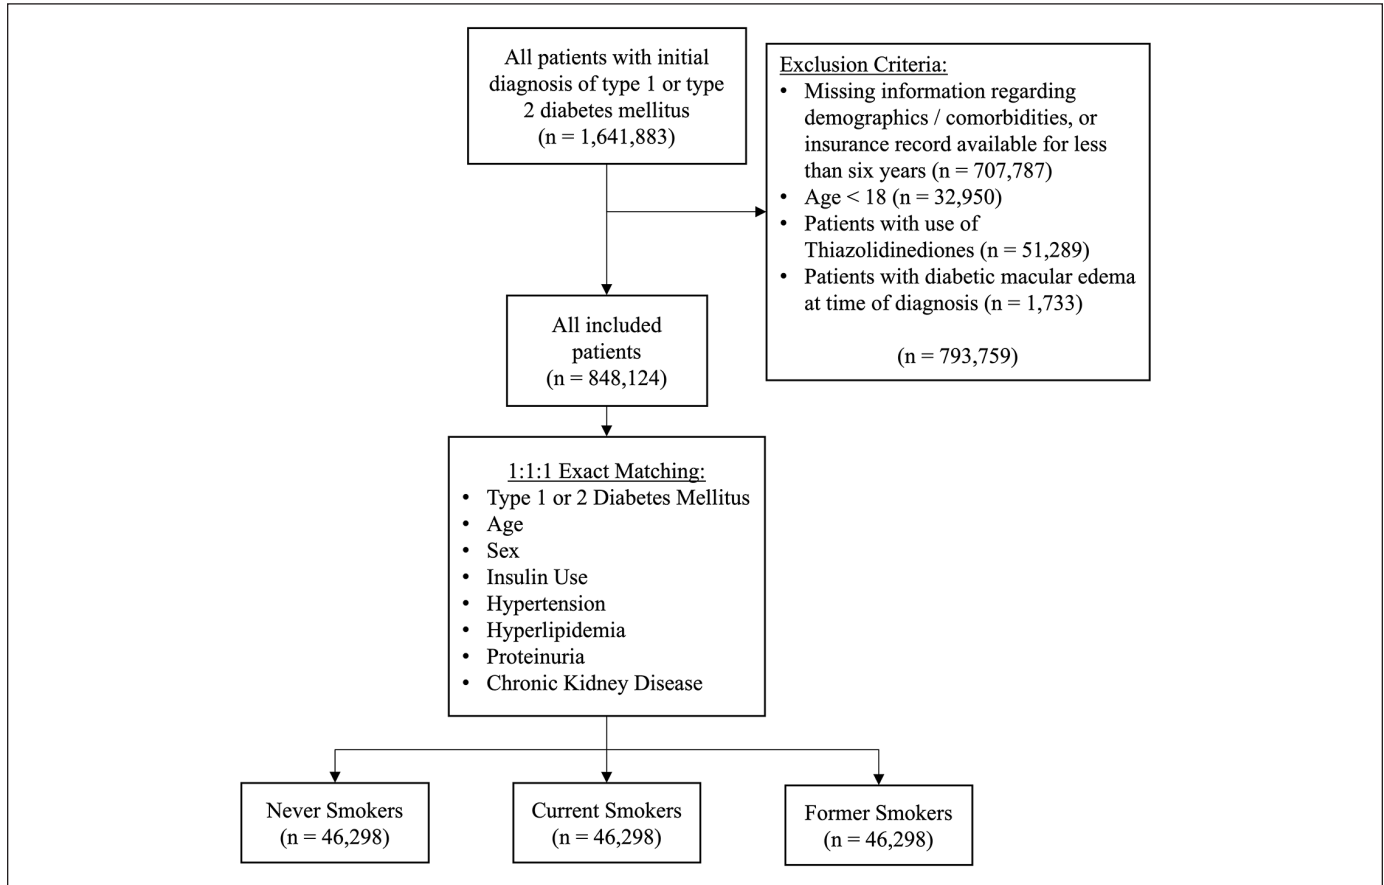 All patients with initial
diagnosis of type 1 or type
2 diabetes mellitus
(n = 1,641,883)
Exclusion Criteria:
• Missing information regarding
demographics / comorbidities, or
insurance record available for less
than six years (n = 707,787)
• Age < 18 (n = 32,950)
• Patients with use of
Thiazolidinediones (n = 51,289)
• Patients with diabetic macular edema
at time of diagnosis (n = 1,733)
(n = 793,759)
All included
patients
(n = 848,124)
1:1:1 Exact Matching:
• Type 1 or 2 Diabetes Mellitus
• Age
• Sex
• Insulin Use
• Hypertension
• Hyperlipidemia
• Proteinuria
• Chronic Kidney Disease
Never Smokers
(n = 46,298)
Current Smokers
(n = 46,298)
Former Smokers
(n = 46,298)